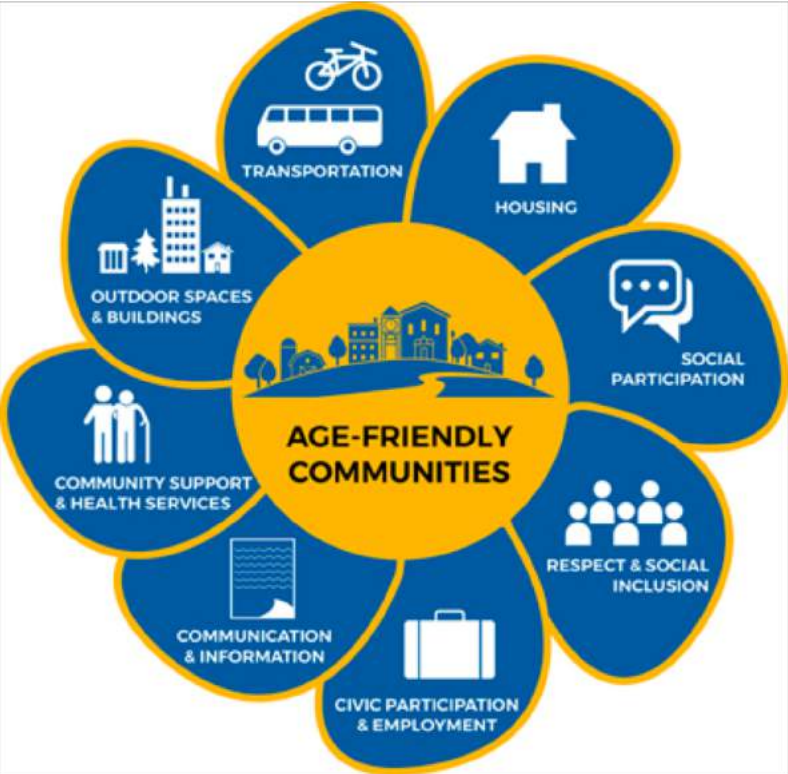 TRANSPORTATION
HOUSING
SOCIAL
PARTICIPATION
RESPECT & SOCIAL
INCLUSION
CIVIC PARTICIPATION
& EMPLOYMENT
COMMUNICATION
& INFORMATION
COMMUNITY SUPPORT
& HEALTH SERVICES
OUTDOOR SPACES
& BUILDINGS
AGE-FRIENDLY
COMMUNITIES